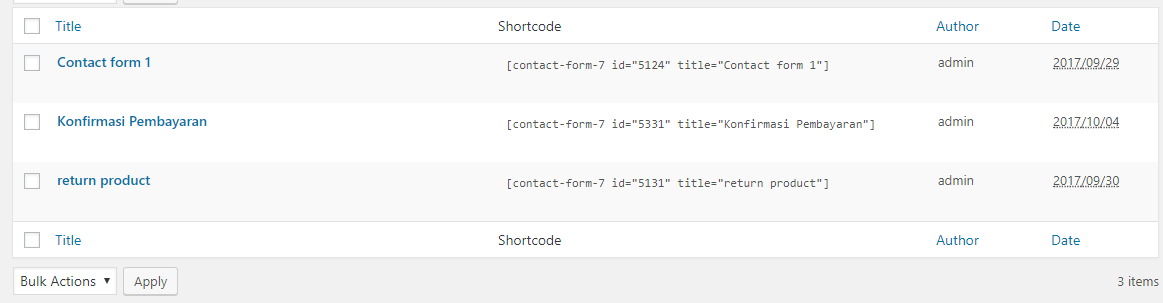 Title Shortcode Author Date
Contact form 1 [contact-form-7 id="5124" title="Contact form 1"] admin 2017/09/29
Konfirmasi Pembayaran [contact-form-7 id="5331" title="Konfirmasi Pembayaran"] admin 2017/10/04
return product [contact-form-7 id="5131" title="return product"] admin 2017/09/30
Title Shortcode Author Date
Bulk Actions Apply 3 items